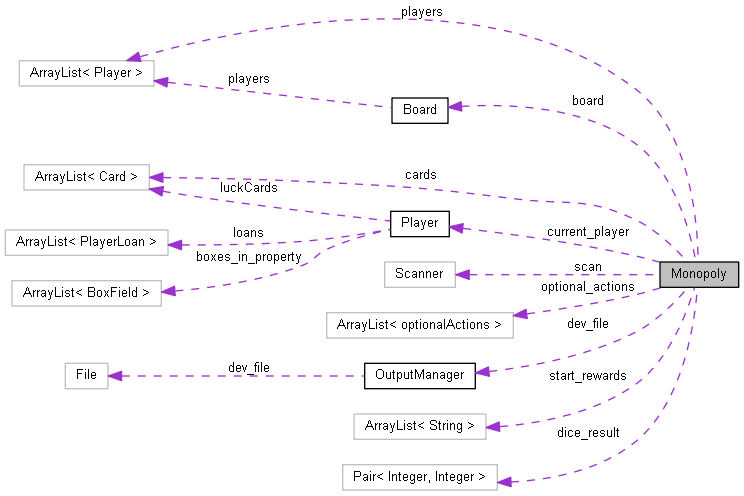 players
ArrayList< Player >
players
board
Board
cards
ArrayList< Card >
luckCards
Player
loans
current_player
ArrayList< PlayerLoan >
boxes_in_property
scan
Scanner
Monopoly
optional_actions
ArrayList< BoxField >
ArrayList< optionalActions >
dev_file
dev_file
File
OutputManager
start_rewards
ArrayList< String >
dice_result
Pair< Integer, Integer >